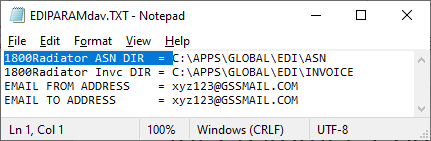 EDIPARAMdav.TXT - Notepad
File Edit Format View Help
1800Radiator ASN DIR  = C:\APPS\GLOBAL\EDI\ASN
1800Radiator Invc DIR = C:\APPS\GLOBAL\EDI\INVOICE
EMAIL FROM ADDRESS    = xyz123@GSSMAIL.COM
EMAIL TO ADDRESS      = xyz123@GSSMAIL.COM
Ln 1, Col 1 100% Windows (CRLF) UTF-8